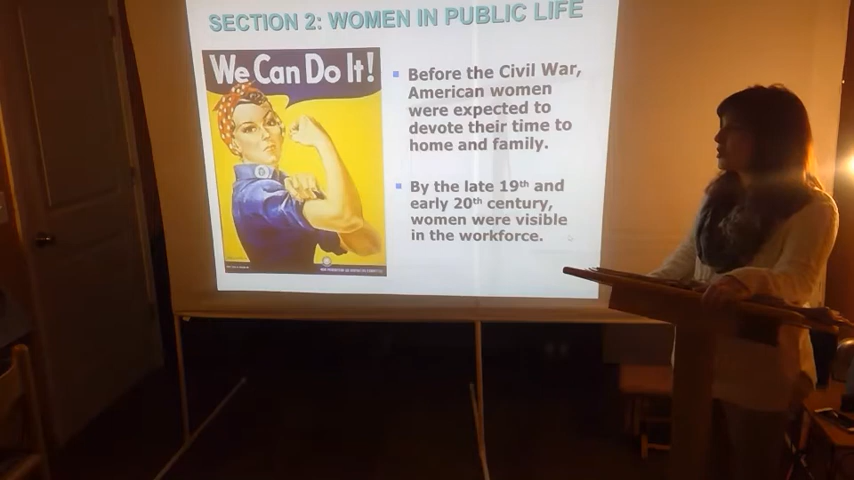 SECTION 2: WOMEN IN PUBLIC LIFE
We Can Do It!
Before the Civil War,
American women
were expected to
devote their time to
home and family.
By the late 19th and
early 20th century,
women were visible
in the workforce.